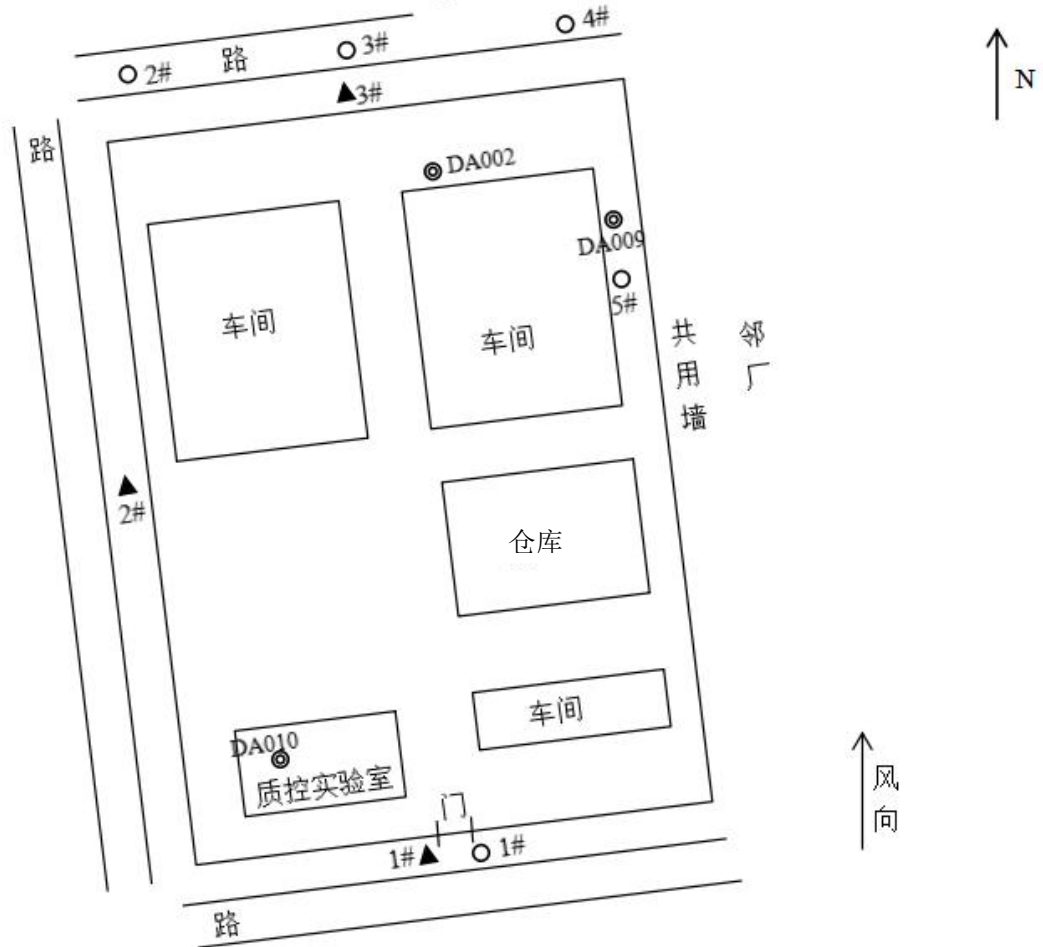 4#
3#
2#
路
3#
N
路
DA002
DA009
5#
车间
车间
共用墙
邻厂
2#
仓库
车间
DA010
质控实验室
风向
门
1#
1#
路